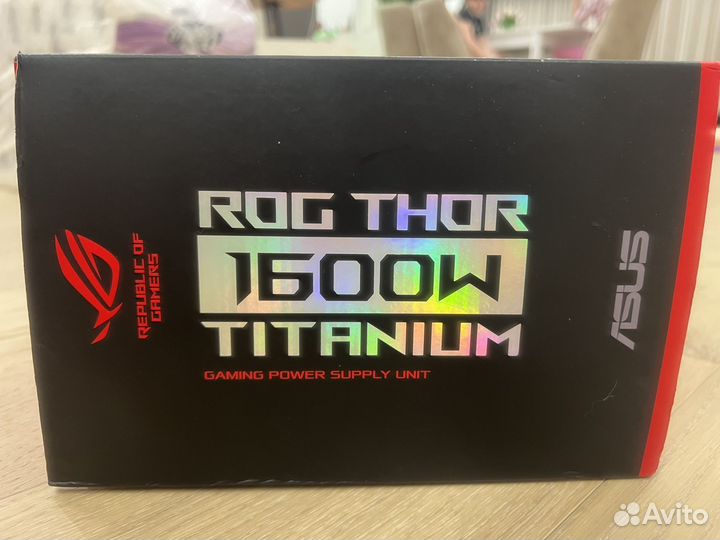 REPUBLIC OF
GAMERS
ROG THOR
1600W
TITANIUM
GAMING POWER SUPPLY UNIT
ASUS
Avito